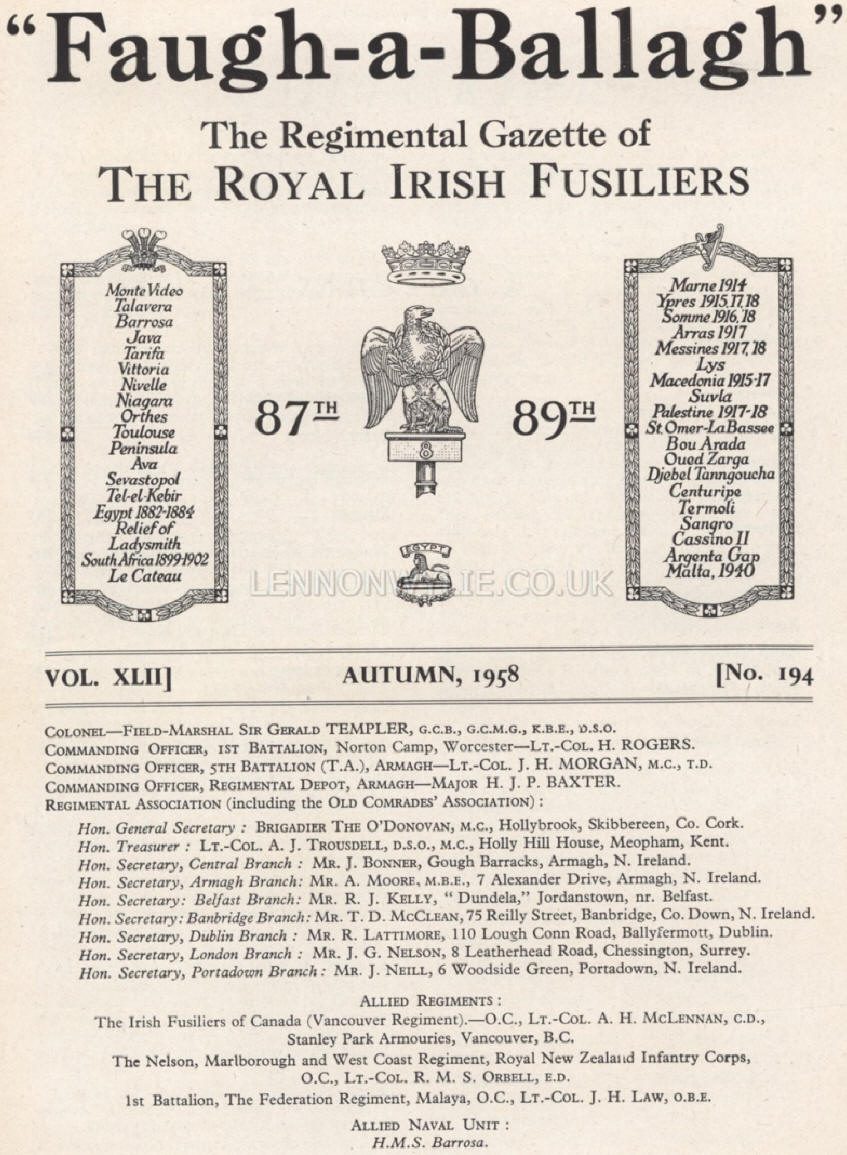 “Faugh-a-Ballagh”
The Regimental Gazette of
THE ROYAL IRISH FUSILIERS
Monte Video
Talavera
Barrosa
Java
Tarifa
Vittoria
Nivelle
Niagara
Orthes
Toulouse
Peninsula
Ava
Sevastopol
Tel-el-Kebir
Egypt 1882-1884
Relief of
Ladysmith
South Africa 1899-1902
Le Cateau
87TH
8
EGYPT
89TH
Marne 1914
Ypres 1915,17,18
Somme 1916, 18
Arras 1917
Messines 1917, 18
Lys
Macedonia 1915-17
Suvla
Palestine 1917-18
St. Omer-La Bassee
Bou Arada
Oued Zarga
Djebel Tanngoucha
Centuripe
Termoli
Sangro
Cassino II
Argenta Gap
Malta, 1940
LENNONWYLIE.CO.UK
VOL. XLII] AUTUMN, 1958 [No. 194
COLONEL—FIELD-MARSHAL SIR GERALD TEMPLER, G.C.B., G.C.M.G., K.B.E., D.S.O.
COMMANDING OFFICER, 1ST BATTALION, Norton Camp, Worcester—LT.-COL. H. ROGERS.
COMMANDING OFFICER, 5TH BATTALION (T.A.), ARMAGH—LT.-COL. J. H. MORGAN, M.C., T.D.
COMMANDING OFFICER, REGIMENTAL DEPOT, ARMAGH—MAJOR H. J. P. BAXTER.
REGIMENTAL ASSOCIATION (including the OLD COMRADES' ASSOCIATION) :
Hon. General Secretary : BRIGADIER THE O'DONOVAN, M.C., Hollybrook, Skibbereen, Co. Cork.
Hon. Treasurer : LT.-COL. A. J. TROUSDELL, D.S.O., M.C., Holly Hill House, Meopham, Kent.
Hon. Secretary, Central Branch : MR. J. BONNER, Gough Barracks, Armagh, N. Ireland.
Hon. Secretary, Armagh Branch: MR. A. MOORE, M.B.E., 7 Alexander Drive, Armagh, N. Ireland.
Hon. Secretary: Belfast Branch: MR. R. J. KELLY, “ Dundela,” Jordanstown, nr. Belfast.
Hon. Secretary: Banbridge Branch: MR. T. D. MCCLEAN, 75 Reilly Street, Banbridge, Co. Down, N. Ireland.
Hon. Secretary, Dublin Branch : MR. R. LATTIMORE, 110 Lough Conn Road, Ballyfermott, Dublin.
Hon. Secretary, London Branch : MR. J. G. NELSON, 8 Leatherhead Road, Chessington, Surrey.
Hon. Secretary, Portadown Branch : MR. J. NEILL, 6 Woodside Green, Portadown, N. Ireland.
ALLIED REGIMENTS :
The Irish Fusiliers of Canada (Vancouver Regiment).—O.C., LT.-COL. A. H. MCLENNAN, C.D.,
Stanley Park Armouries, Vancouver, B.C.
The Nelson, Marlborough and West Coast Regiment, Royal New Zealand Infantry Corps,
O.C., LT.-COL. R. M. S. ORBELL, E.D.
1st Battalion, The Federation Regiment, Malaya, O.C., LT.-COL. J. H. LAW, O.B.E.
ALLIED NAVAL UNIT :
H.M.S. Barrosa.